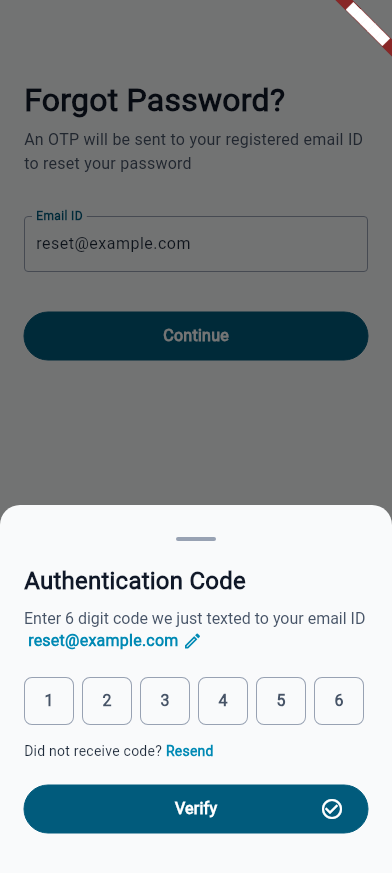 Forgot Password?
An OTP will be sent to your registered email ID
to reset your password
Email ID
reset@example.com
Continue
Authentication Code
Enter 6 digit code we just texted to your email ID
reset@example.com
1 2 3 4 5 6
Did not receive code? Resend
Verify